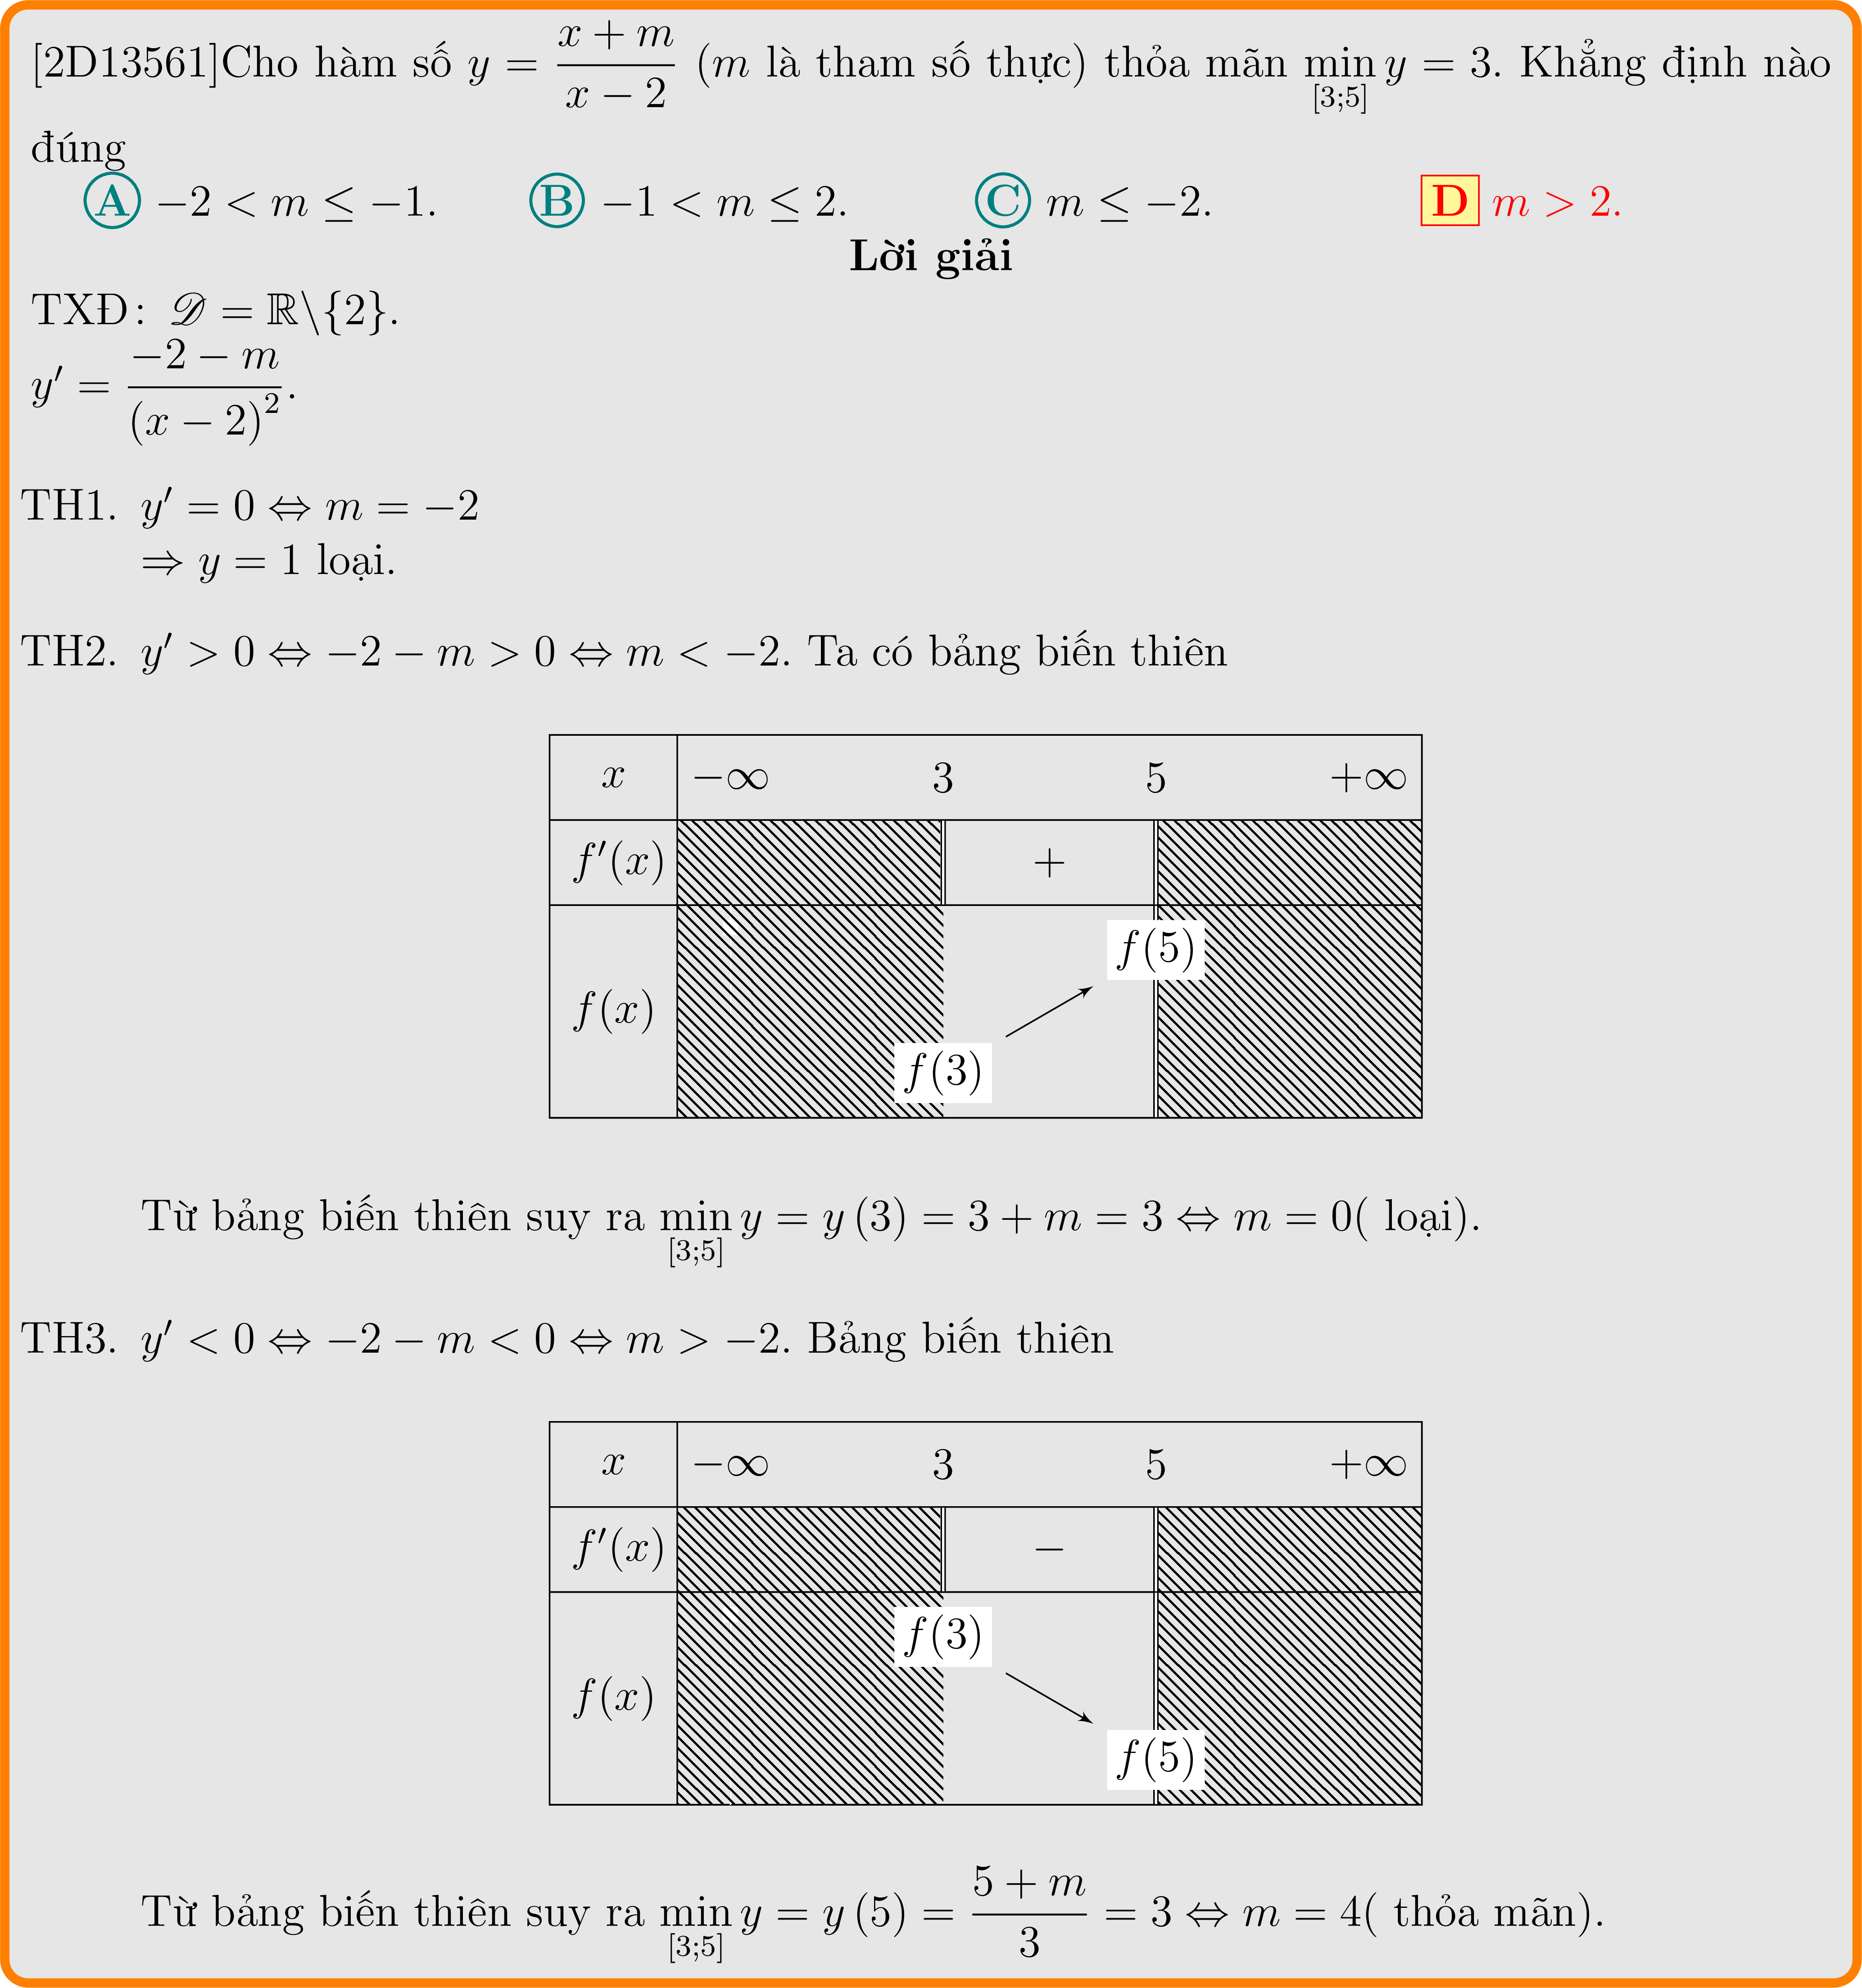 [2D13561]Cho hàm số $y = \dfrac{x+m}{x-2}$ ($m$ là tham số thực) thỏa mãn $\min\limits_{[3;5]} y = 3$. Khẳng định nào
đúng
A $-2 < m \leq -1$. B $-1 < m \leq 2$. C $m \leq -2$. D $m > 2$.
Lời giải
TXĐ: $\mathscr{D} = \mathbb{R}\backslash\{2\}$.
$y' = \dfrac{-2-m}{(x-2)^2}$.
TH1. $y' = 0 \Leftrightarrow m = -2$
$\Rightarrow y = 1$ loại.
TH2. $y' > 0 \Leftrightarrow -2 - m > 0 \Leftrightarrow m < -2$. Ta có bảng biến thiên
$x$ $-\infty$ 3 5 $+\infty$
$f'(x)$ +
$f(5)$
$f(x)$
$f(3)$
Từ bảng biến thiên suy ra $\min\limits_{[3;5]} y = y(3) = 3 + m = 3 \Leftrightarrow m = 0$( loại).
TH3. $y' < 0 \Leftrightarrow -2 - m < 0 \Leftrightarrow m > -2$. Bảng biến thiên
$x$ $-\infty$ 3 5 $+\infty$
$f'(x)$ −
$f(3)$
$f(x)$
$f(5)$
Từ bảng biến thiên suy ra $\min\limits_{[3;5]} y = y(5) = \dfrac{5+m}{3} = 3 \Leftrightarrow m = 4$( thỏa mãn).